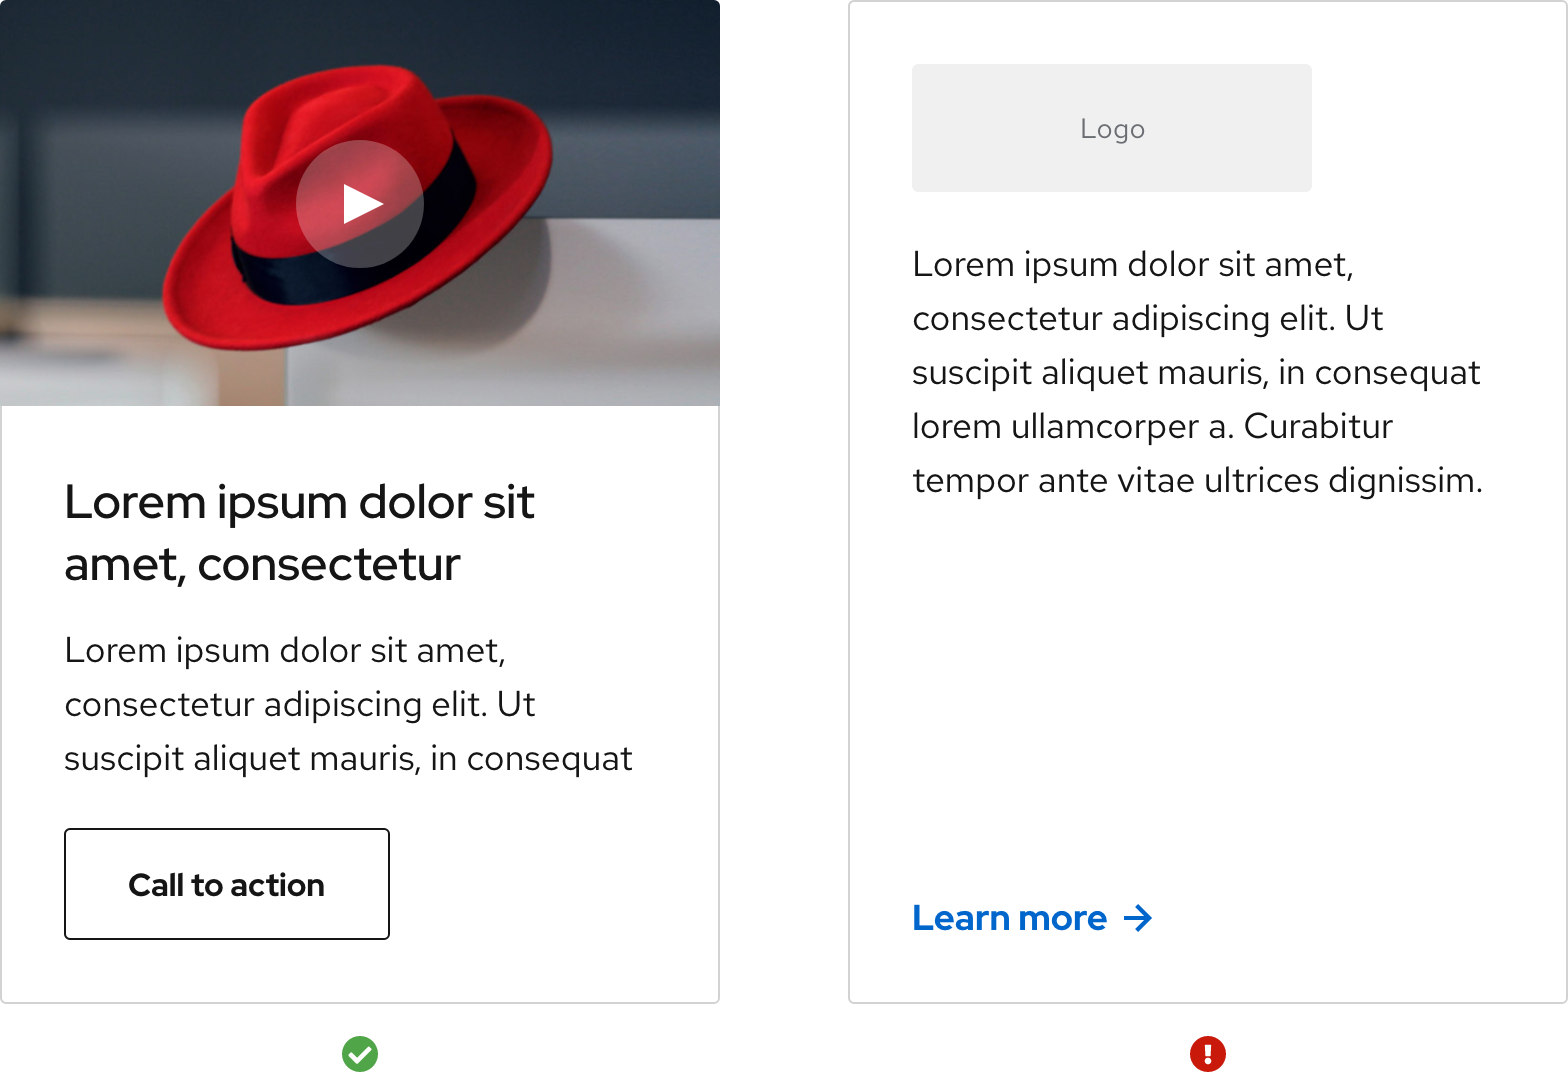 Lorem ipsum dolor sit
amet, consectetur
Lorem ipsum dolor sit amet,
consectetur adipiscing elit. Ut
suscipit aliquet mauris, in consequat
Call to action
Logo
Lorem ipsum dolor sit amet,
consectetur adipiscing elit. Ut
suscipit aliquet mauris, in consequat
lorem ullamcorper a. Curabitur
tempor ante vitae ultrices dignissim.
Learn more →